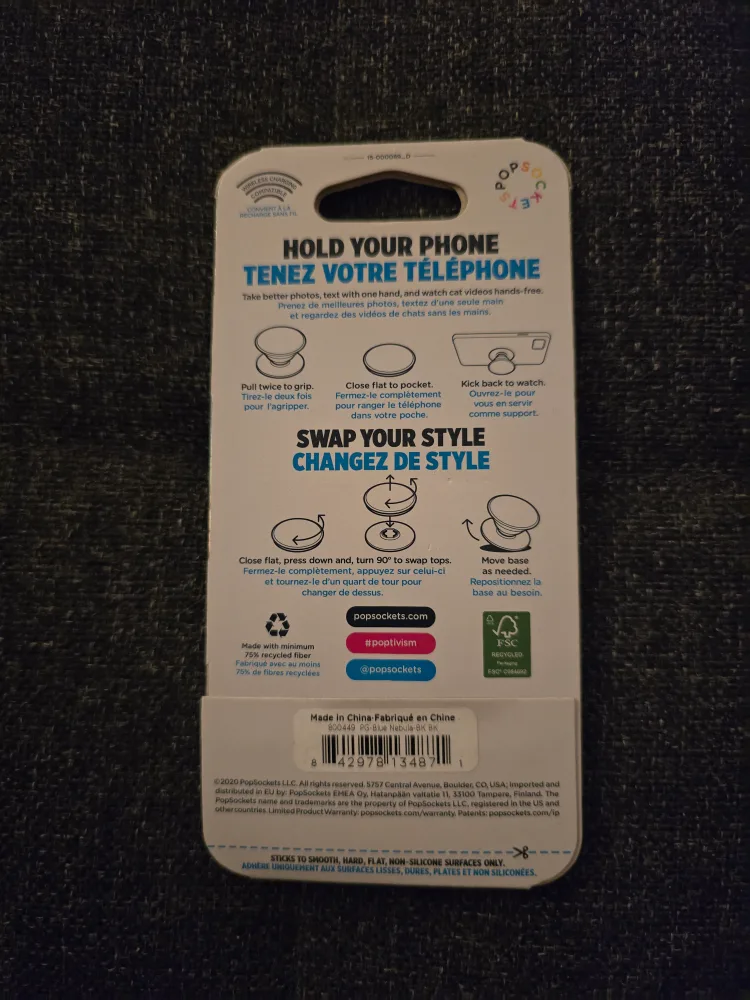 WIRELESS CHARGING
COMPATIBLE
CONVIENT À LA
RECHARGE SANS FIL
POPSOCKETS
HOLD YOUR PHONE
TENEZ VOTRE TÉLÉPHONE
Take better photos, text with one hand, and watch cat videos hands-free.
Prenez de meilleures photos, textez d'une seule main
et regardez des vidéos de chats sans les mains.
Pull twice to grip.
Tirez-le deux fois
pour l'agripper.
Close flat to pocket.
Fermez-le complètement
pour ranger le téléphone
dans votre poche.
Kick back to watch.
Ouvrez-le pour
vous en servir
comme support.
SWAP YOUR STYLE
CHANGEZ DE STYLE
Close flat, press down and, turn 90° to swap tops.
Fermez-le complètement, appuyez sur celui-ci
et tournez-le d'un quart de tour pour
changer de dessus.
Move base
as needed.
Repositionnez la
base au besoin.
Made with minimum
75% recycled fiber
Fabriqué avec au moins
75% de fibres recyclées
popsockets.com
#poptivism
@popsockets
FSC
RECYCLED
Packaging
Made in China·Fabriqué en Chine
800449 PG-Blue Nebula-BK BK
8 42978 13487 1
©2020 PopSockets LLC. All rights reserved. 5757 Central Avenue, Boulder, CO, USA; imported and
distributed in EU by: PopSockets EMEA Oy, Hatanpään valtatie 11, 33100 Tampere, Finland. The
PopSockets name and trademarks are the property of PopSockets LLC, registered in the US and
other countries. Limited Product Warranty: popsockets.com/warranty. Patents: popsockets.com/ip
STICKS TO SMOOTH, HARD, FLAT, NON-SILICONE SURFACES ONLY.
ADHÈRE UNIQUEMENT AUX SURFACES LISSES, DURES, PLATES ET NON SILICONÉES.